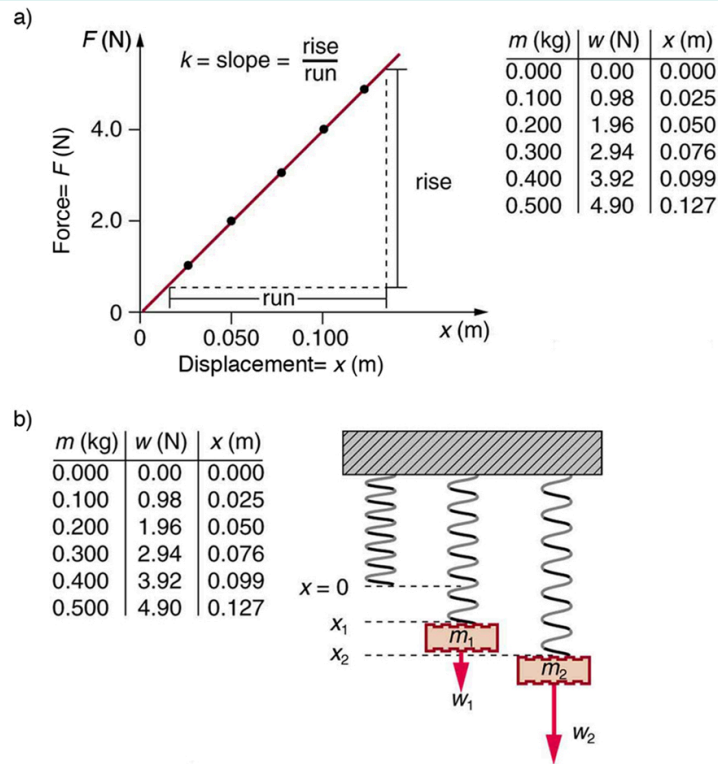 a)
F (N)
k = slope = rise
run
4.0
2.0
0
Force= F (N)
rise
run
0
0.050
0.100
x (m)
Displacement= x (m)
m (kg) w (N) x (m)
0.000 0.00 0.000
0.100 0.98 0.025
0.200 1.96 0.050
0.300 2.94 0.076
0.400 3.92 0.099
0.500 4.90 0.127
b)
m (kg) w (N) x (m)
0.000 0.00 0.000
0.100 0.98 0.025
0.200 1.96 0.050
0.300 2.94 0.076
0.400 3.92 0.099
0.500 4.90 0.127
x = 0
x₁
x₂
m₁
m₂
w₁
w₂